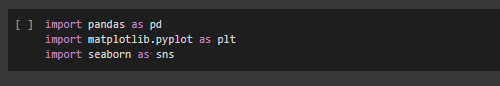 [ ] import pandas as pd
import matplotlib.pyplot as plt
import seaborn as sns